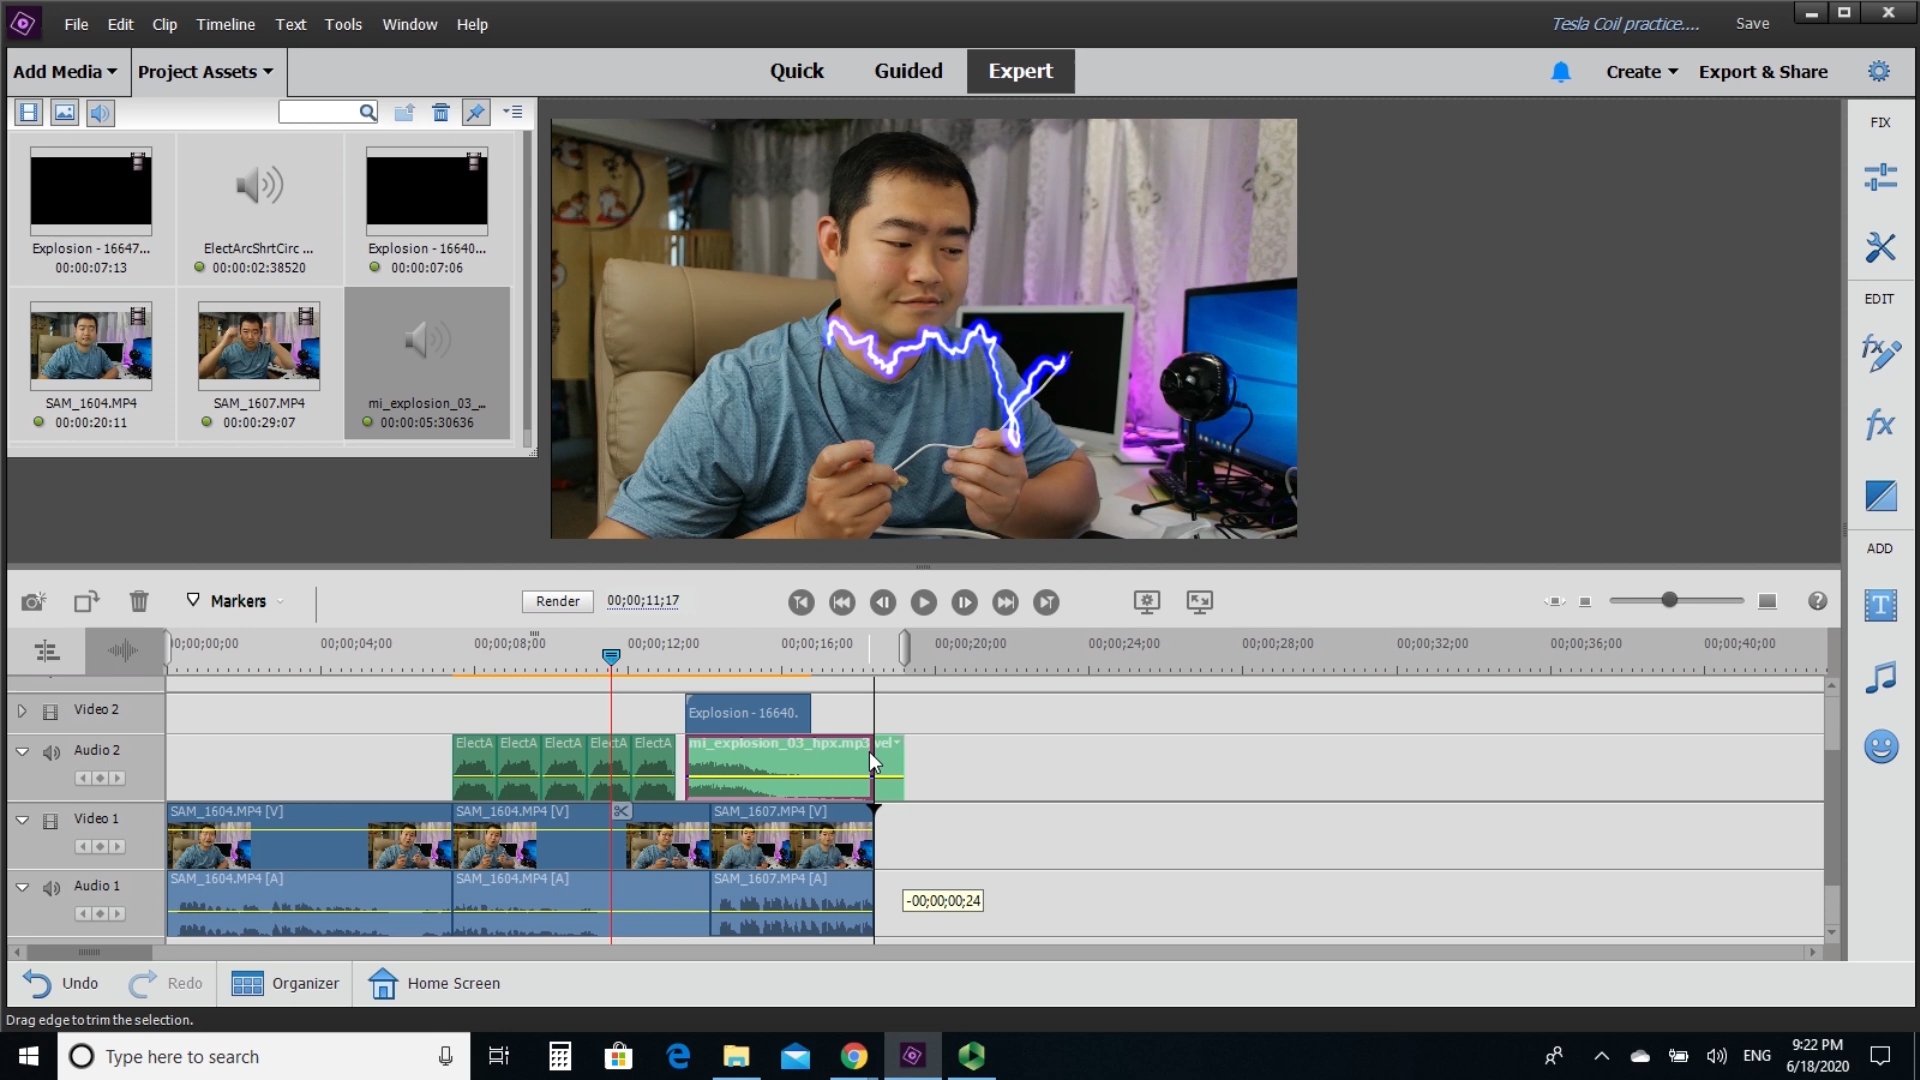 File Edit Clip Timeline Text Tools Window Help
Tesla Coil practice.... Save
Add Media Project Assets
Quick Guided Expert
Create Export & Share
Explosion - 16647...
00:00:07:13
ElectArcShrtCirc ...
00:00:02:38520
Explosion - 16640...
00:00:07:06
SAM_1604.MP4
00:00:20:11
SAM_1607.MP4
00:00:29:07
mi_explosion_03_...
00:00:05:30636
FIX
EDIT
fx
fx
ADD
T
Markers
Render 00;00;11;17
?
00;00;00;00 00;00;04;00 00;00;08;00 00;00;12;00 00;00;16;00 00;00;20;00 00;00;24;00 00;00;28;00 00;00;32;00 00;00;36;00 00;00;40;00
Video 2
Explosion - 16640.
Audio 2
ElectA ElectA ElectA ElectA ElectA mi_explosion_03_hpx.mp3 vel
Video 1
SAM_1604.MP4 [V] SAM_1604.MP4 [V] SAM_1607.MP4 [V]
Audio 1
SAM_1604.MP4 [A] SAM_1604.MP4 [A] SAM_1607.MP4 [A]
-00;00;00;24
Undo Redo Organizer Home Screen
Drag edge to trim the selection.
Type here to search
ENG
9:22 PM
6/18/2020